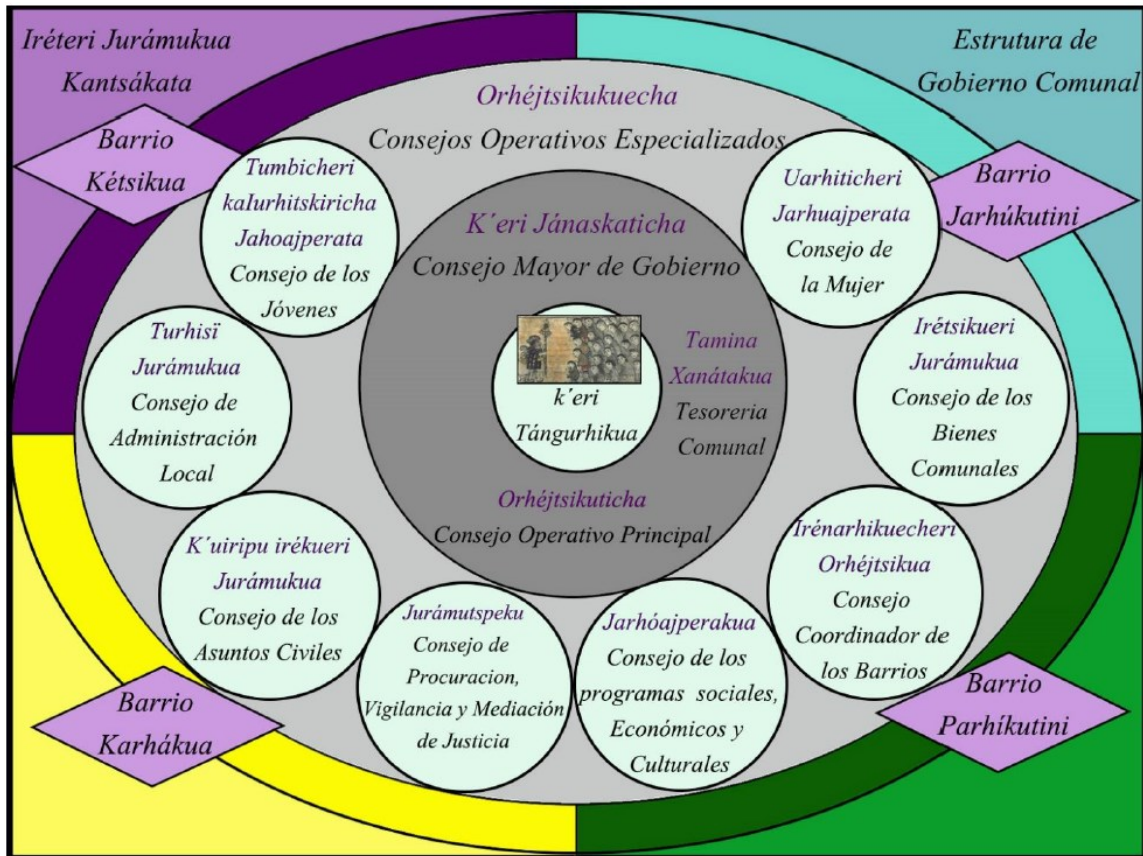 Iréteri Jurámukua
Kantsákata
Estrutura de
Gobierno Comunal
Orhéjtsikukuecha
Consejos Operativos Especializados
Barrio
Kétsikua
Barrio
Jarhúkutini
Tumbicheri
kaIurhitskiricha
Jahoajperata
Consejo de los
Jóvenes
Uarhiticheri
Jarhuajperata
Consejo de
la Mujer
K´eri Jánaskaticha
Consejo Mayor de Gobierno
k´eri
Tángurhikua
Tamina
Xanátakua
Tesoreria
Comunal
Orhéjtsikuticha
Consejo Operativo Principal
Turhisï
Jurámukua
Consejo de
Administración
Local
Irétsikueri
Jurámukua
Consejo de los
Bienes
Comunales
K´uiripu irékueri
Jurámukua
Consejo de los
Asuntos Civiles
Jurámutspeku
Consejo de
Procuracion,
Vigilancia y Mediación
de Justicia
Jarhóajperakua
Consejo de los
programas sociales,
Económicos y
Culturales
Irénarhikuecheri
Orhéjtsikua
Consejo
Coordinador de
los Barrios
Barrio
Karhákua
Barrio
Parhíkutini